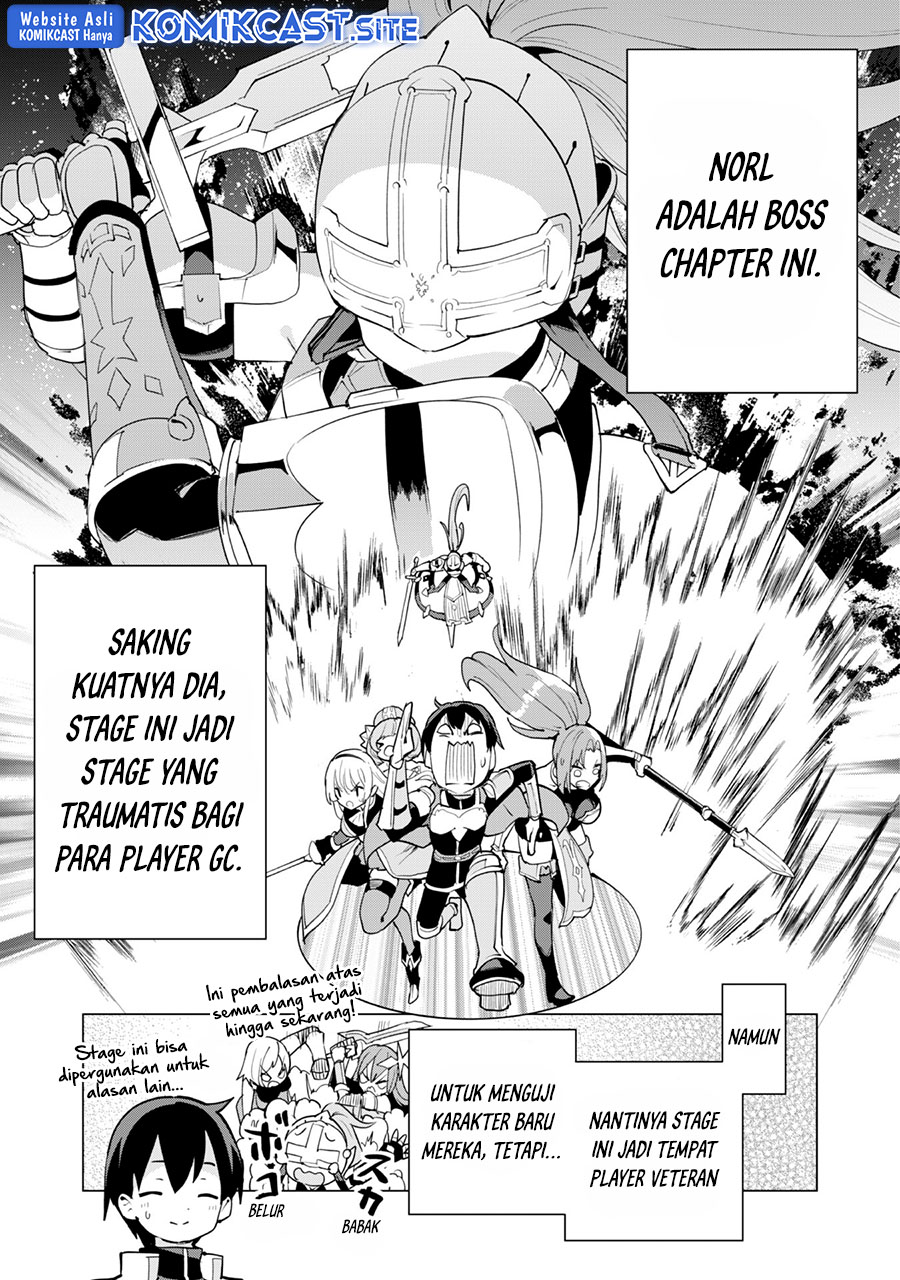 Website Asli
KOMIKCAST Hanya
KOMIKCAST.SITE
NORL
ADALAH BOSS
CHAPTER INI.
SAKING
KUATNYA DIA,
STAGE INI JADI
STAGE YANG
TRAUMATIS BAGI
PARA PLAYER GC.
NAMUN
NANTINYA STAGE
INI JADI TEMPAT
PLAYER VETERAN
UNTUK MENGUJI
KARAKTER BARU
MEREKA, TETAPI...
Ini pembalasan atas
semua yang terjadi
hingga sekarang!
Stage ini bisa
dipergunakan untuk
alasan lain...
スカ
BABAK
ボコ
BELUR